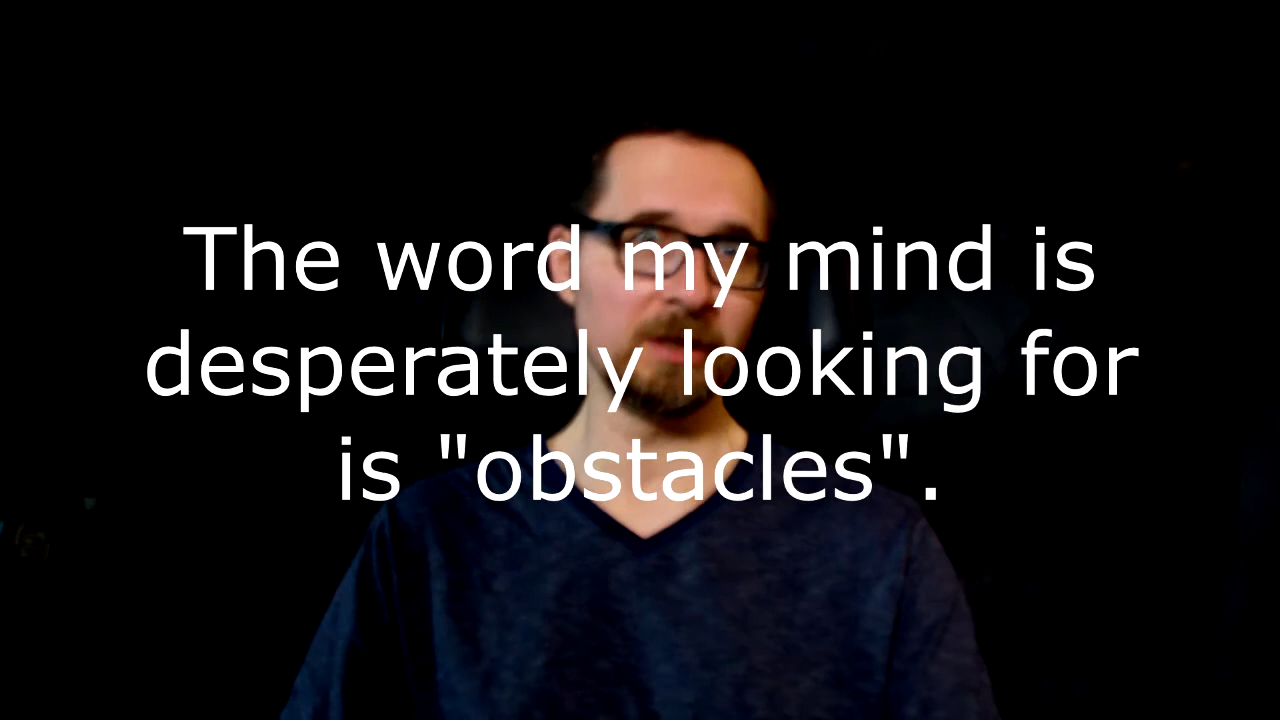 The word my mind is
desperately looking for
is "obstacles".